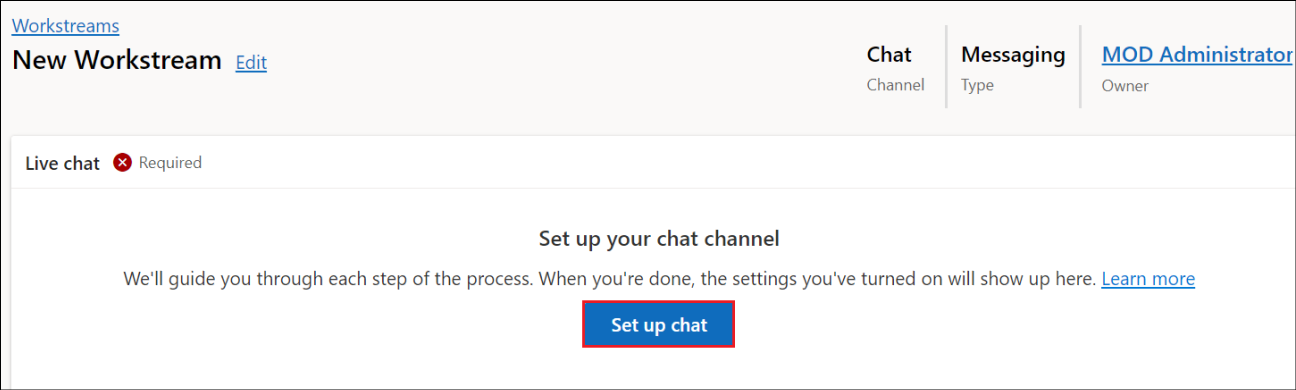 Workstreams
New Workstream Edit
Chat Messaging MOD Administrator
Channel Type Owner
Live chat Required
Set up your chat channel
We'll guide you through each step of the process. When you're done, the settings you've turned on will show up here. Learn more
Set up chat